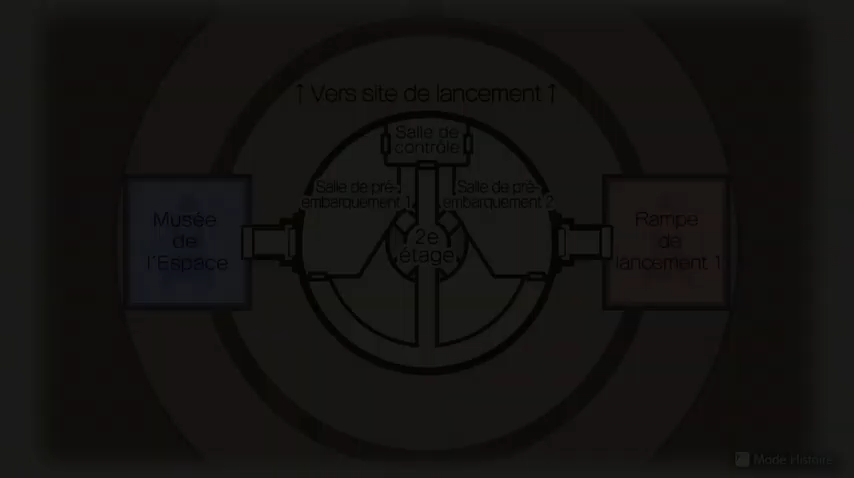 ↑ Vers site de lancement ↑
Salle de
contrôle
Salle de pré-
embarquement 1
Salle de pré-
embarquement 2
Musée
de
l'Espace
2e
étage
Rampe
de
lancement 1
Mode Histoire